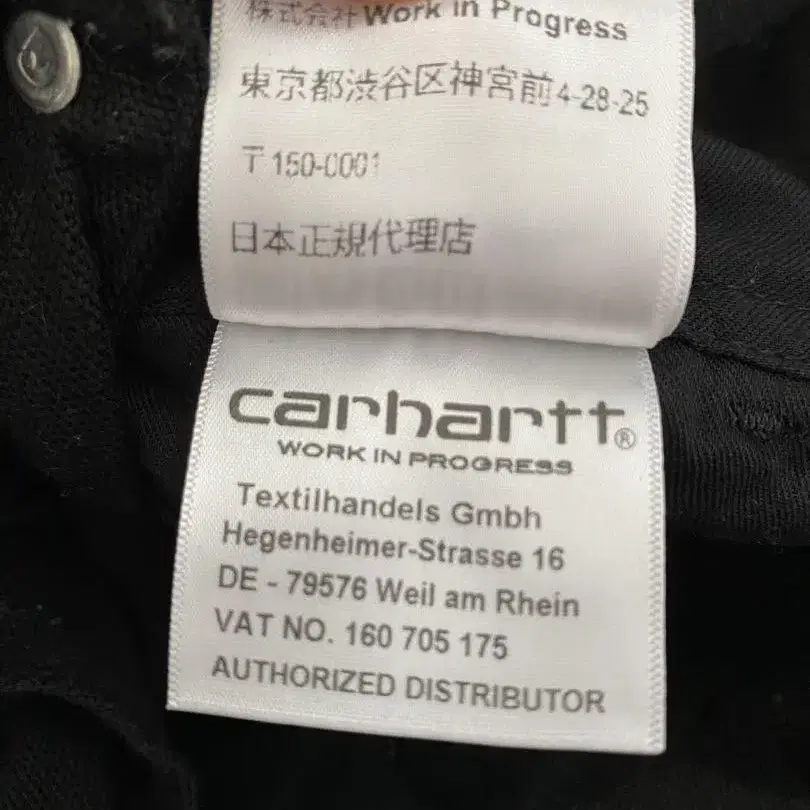 株式会社Work in Progress
東京都渋谷区神宮前4-28-25
〒150-0001
日本正規代理店
carhartt®
WORK IN PROGRESS
Textilhandels Gmbh
Hegenheimer-Strasse 16
DE - 79576 Weil am Rhein
VAT NO. 160 705 175
AUTHORIZED DISTRIBUTOR